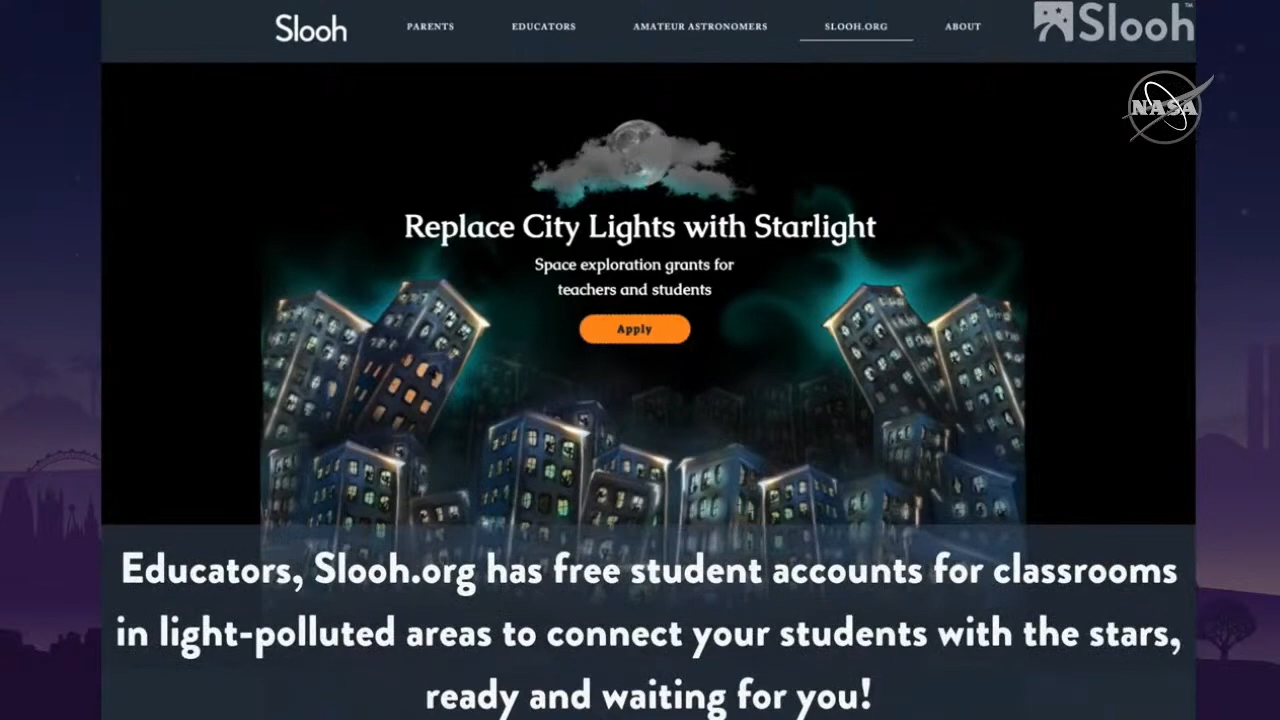 Slooh PARENTS EDUCATORS AMATEUR ASTRONOMERS SLOOH.ORG ABOUT Slooh™
NASA
Replace City Lights with Starlight
Space exploration grants for
teachers and students
Apply
Educators, Slooh.org has free student accounts for classrooms
in light-polluted areas to connect your students with the stars,
ready and waiting for you!